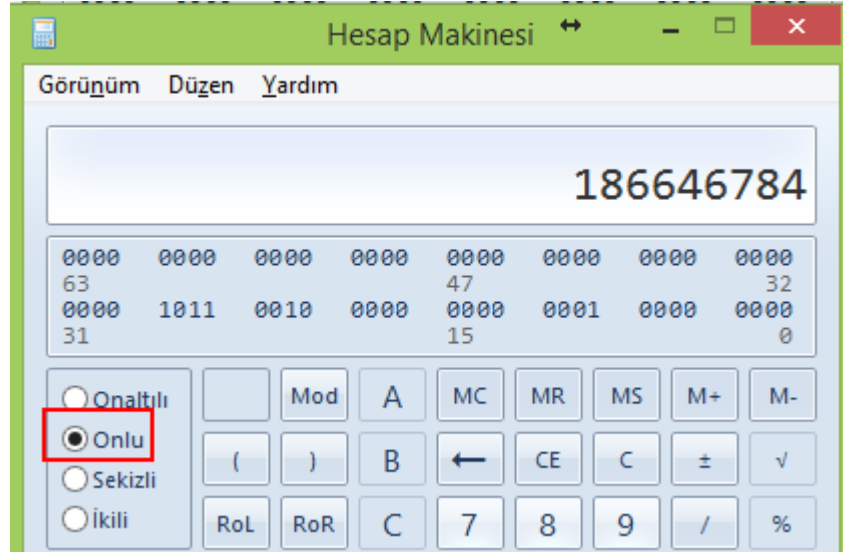 Hesap Makinesi
Görünüm Düzen Yardım
186646784
0000 0000 0000 0000 0000 0000 0000 0000
63 47 32
0000 1011 0010 0000 0000 0001 0000 0000
31 15 0
Onaltılı Mod A MC MR MS M+ M-
Onlu
( ) B ← CE C ± √
Sekizli
İkili RoL RoR C 7 8 9 / %